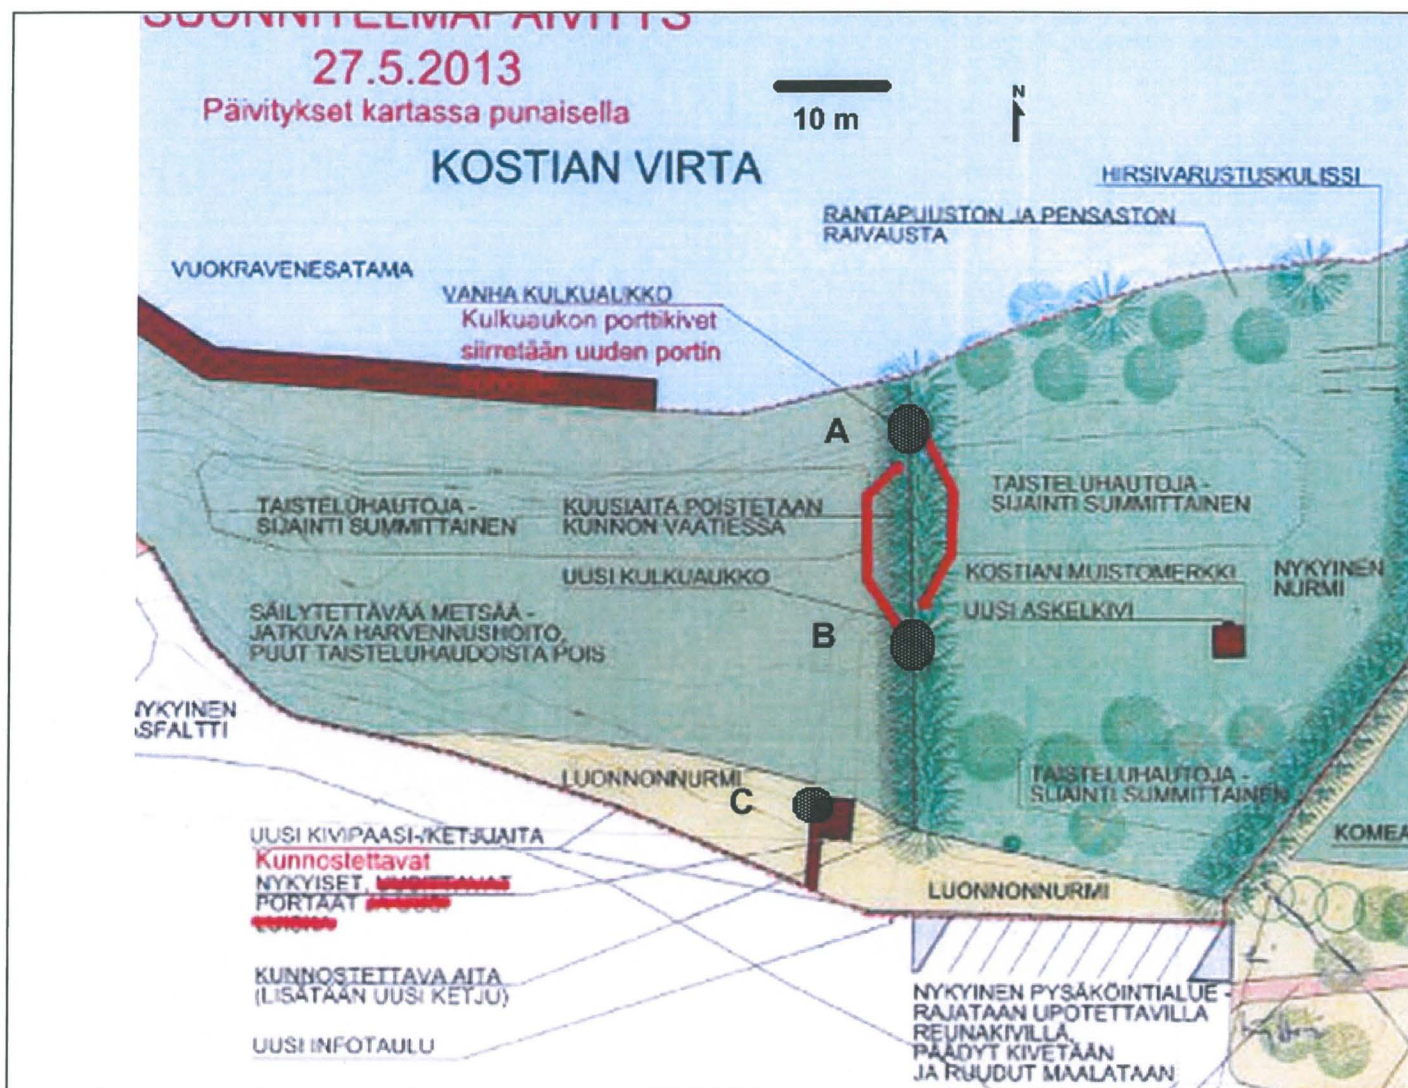 SUUNNITELMAPÄIVITYS
27.5.2013
Päivitykset kartassa punaisella
10 m
N
KOSTIAN VIRTA
HIRSIVARUSTUSKULISSI
RANTAPUUSTON JA PENSASTON
RAIVAUSTA
VUOKRAVENESATAMA
VANHA KULKUAUKKO
Kulkuaukon porttikivet
siirretään uuden portin
A
TAISTELUHAUTOJA -
SIJAINTI SUMMITTAINEN
KUUSIAITA POISTETAAN
KUNNON VAATIESSA
TAISTELUHAUTOJA -
SIJAINTI SUMMITTAINEN
UUSI KULKUAUKKO
KOSTIAN MUISTOMERKKI
NYKYINEN
NURMI
UUSI ASKELKIVI
SÄILYTETTÄVÄÄ METSÄÄ -
JATKUVA HARVENNUSHOITO,
PUUT TAISTELUHAUDOISTA POIS
B
NYKYINEN
ASFALTTI
LUONNONNURMI
C
TAISTELUHAUTOJA -
SIJAINTI SUMMITTAINEN
KOMEA
UUSI KIVIPAASI-/KETJUAITA
Kunnostettavat
NYKYISET,
PORTAAT
LUONNONNURMI
KUNNOSTETTAVA AITA
(LISÄTÄÄN UUSI KETJU)
UUSI INFOTAULU
NYKYINEN PYSÄKÖINTIALUE -
RAJATAAN UPOTETTAVILLA
REUNAKIVILLÄ,
PÄÄDYT KIVETÄÄN
JA RUUDUT MAALATAAN